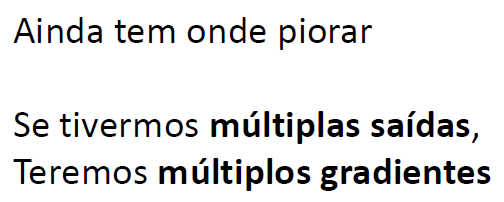 Ainda tem onde piorar
Se tivermos múltiplas saídas,
Teremos múltiplos gradientes